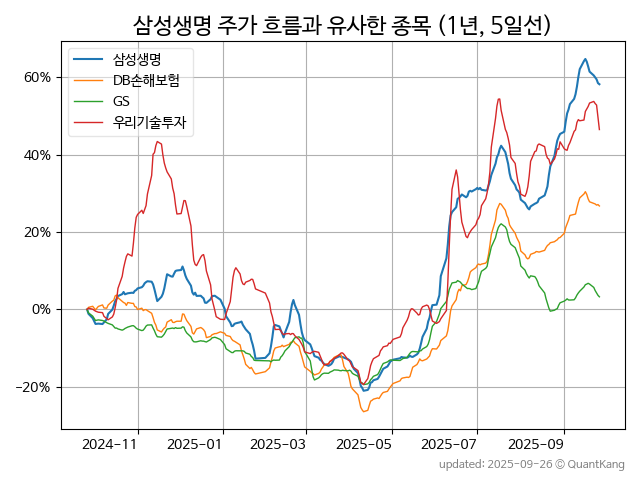 삼성생명 주가 흐름과 유사한 종목 (1년, 5일선)
삼성생명
DB손해보험
GS
우리기술투자
60%
40%
20%
0%
−20%
2024−11
2025−01
2025−03
2025−05
2025−07
2025−09
updated: 2025-09-26 © QuantKang